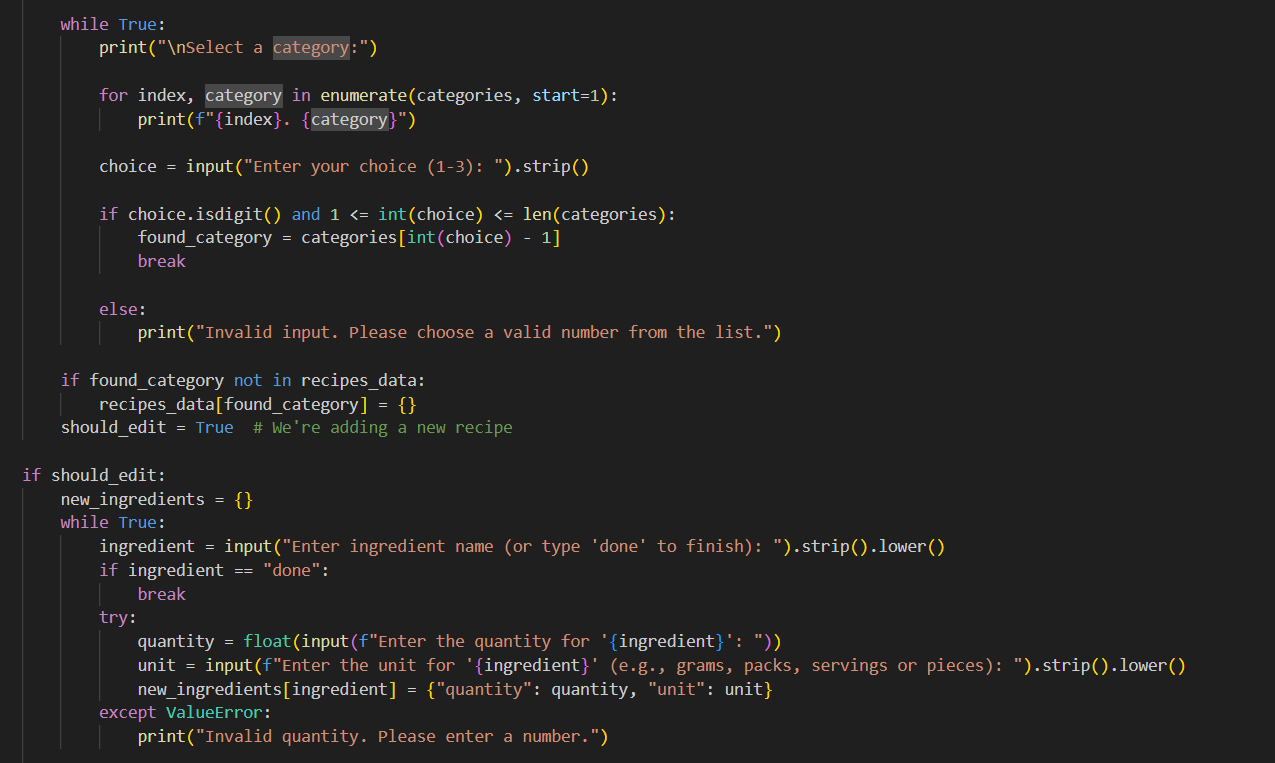 while True:
print("\nSelect a category:")
for index, category in enumerate(categories, start=1):
print(f"{index}. {category}")
choice = input("Enter your choice (1-3): ").strip()
if choice.isdigit() and 1 <= int(choice) <= len(categories):
found_category = categories[int(choice) - 1]
break
else:
print("Invalid input. Please choose a valid number from the list.")
if found_category not in recipes_data:
recipes_data[found_category] = {}
should_edit = True  # We're adding a new recipe
if should_edit:
new_ingredients = {}
while True:
ingredient = input("Enter ingredient name (or type 'done' to finish): ").strip().lower()
if ingredient == "done":
break
try:
quantity = float(input(f"Enter the quantity for '{ingredient}': "))
unit = input(f"Enter the unit for '{ingredient}' (e.g., grams, packs, servings or pieces): ").strip().lower()
new_ingredients[ingredient] = {"quantity": quantity, "unit": unit}
except ValueError:
print("Invalid quantity. Please enter a number.")